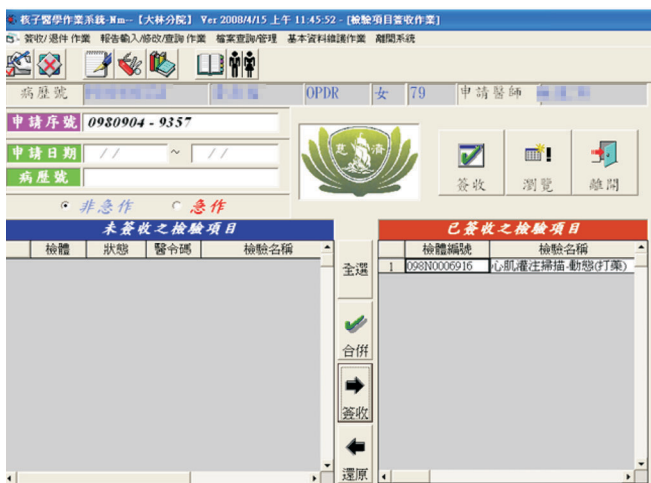 核子醫學作業系統-Nm--【大林分院】 Ver 2008/4/15 上午 11:45:52 - [檢驗項目簽收作業]
簽收/退件 作業 報告輸入/修改/查詢 作業 檔案查詢/管理 基本資料維護作業 離開系統
病歷號 OPDR 女 79 申請醫師
申請序號 0980904 - 9357
申請日期 / / ~ / /
病歷號
非急作 急作
慈濟
簽收 瀏覽 離開
未簽收之檢驗項目 已簽收之檢驗項目
檢體 狀態 醫令碼 檢驗名稱 全選 檢體編號 檢驗名稱
1 098N0006916 心肌灌注掃描-動態(打藥)
合併
簽收
還原